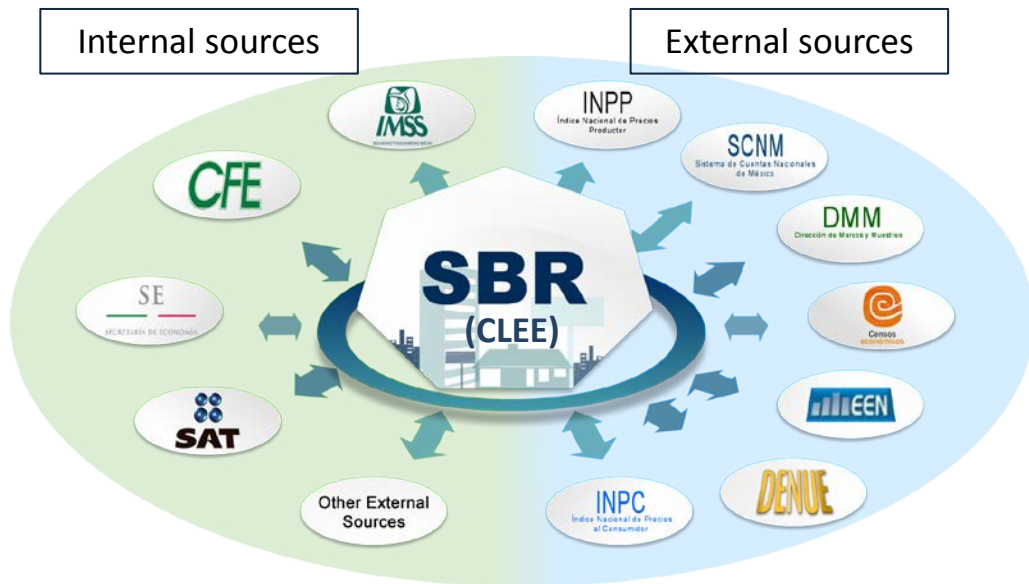 Internal sources
External sources
IMSS
INPP
Índice Nacional de Precios
Productor
SCNM
Sistema de Cuentas Nacionales
de México
CFE
DMM
Dirección de Marcos y Muestreo
SBR
(CLEE)
SE
SECRETARÍA DE ECONOMÍA
Censos
económicos
SAT
EEN
Other External
Sources
INPC
Índice Nacional de Precios
al Consumidor
DENUE